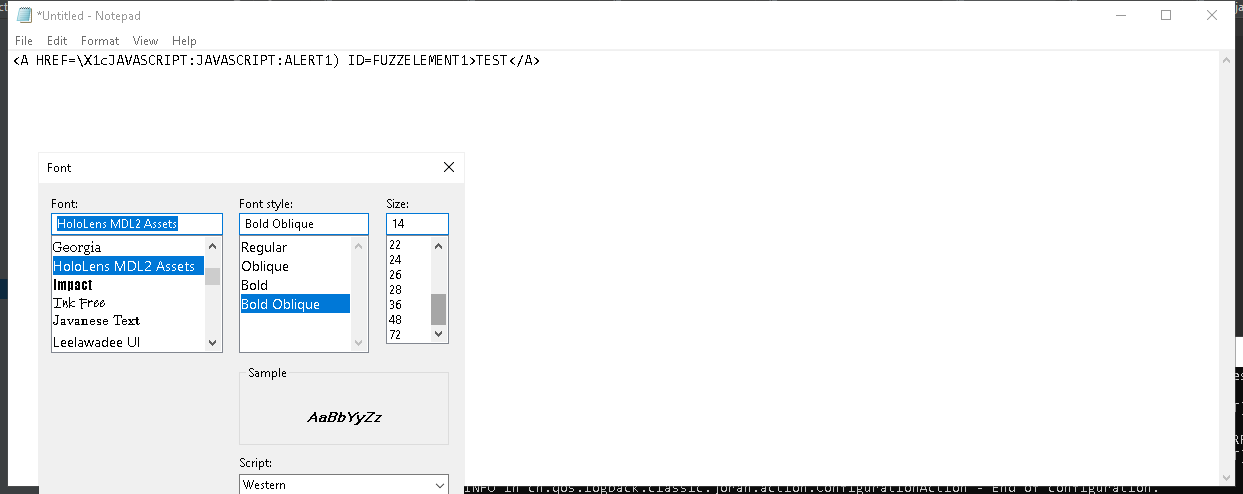 *Untitled - Notepad
File Edit Format View Help
<A HREF=\X1cJAVASCRIPT:JAVASCRIPT:ALERT1) ID=FUZZELEMENT1>TEST</A>
Font
Font: Font style: Size:
HoloLens MDL2 Assets Bold Oblique 14
Georgia Regular 22
HoloLens MDL2 Assets Oblique 24
Impact Bold 26
Ink Free Bold Oblique 28
Javanese Text 36
Leelawadee UI 48
72
Sample
AaBbYyZz
Script:
Western
INFO in ch.qos.logback.classic.joran.action.ConfigurationAction - End of configuration.